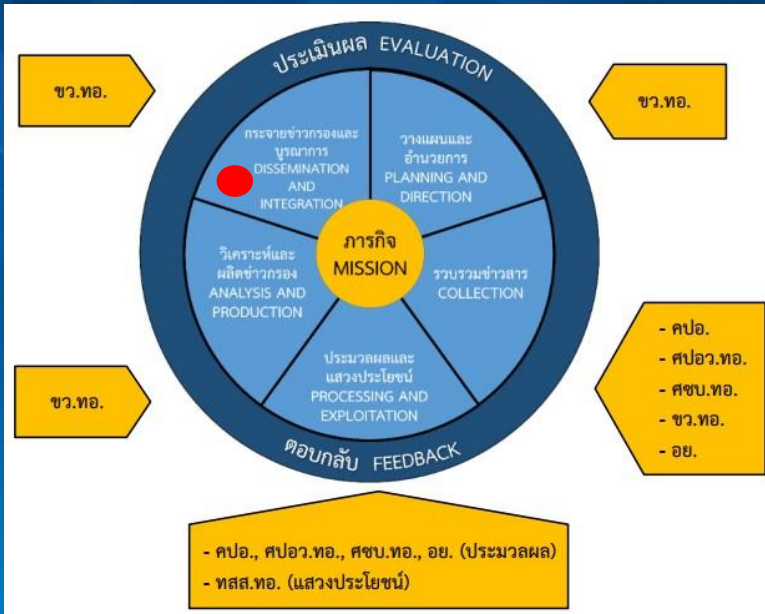 ประเมินผล EVALUATION
ขว.ทอ.
ขว.ทอ.
กระจายข่าวกรองและ
บูรณาการ
DISSEMINATION
AND
INTEGRATION
วางแผนและ
อำนวยการ
PLANNING AND
DIRECTION
ภารกิจ
MISSION
วิเคราะห์และ
ผลิตข่าวกรอง
ANALYSIS AND
PRODUCTION
รวบรวมข่าวสาร
COLLECTION
ประมวลผลและ
แสวงประโยชน์
PROCESSING AND
EXPLOITATION
ขว.ทอ.
- คปอ.
- ศปอว.ทอ.
- ศซบ.ทอ.
- ขว.ทอ.
- อย.
ตอบกลับ FEEDBACK
- คปอ., ศปอว.ทอ., ศซบ.ทอ., อย. (ประมวลผล)
- ทสส.ทอ. (แสวงประโยชน์)